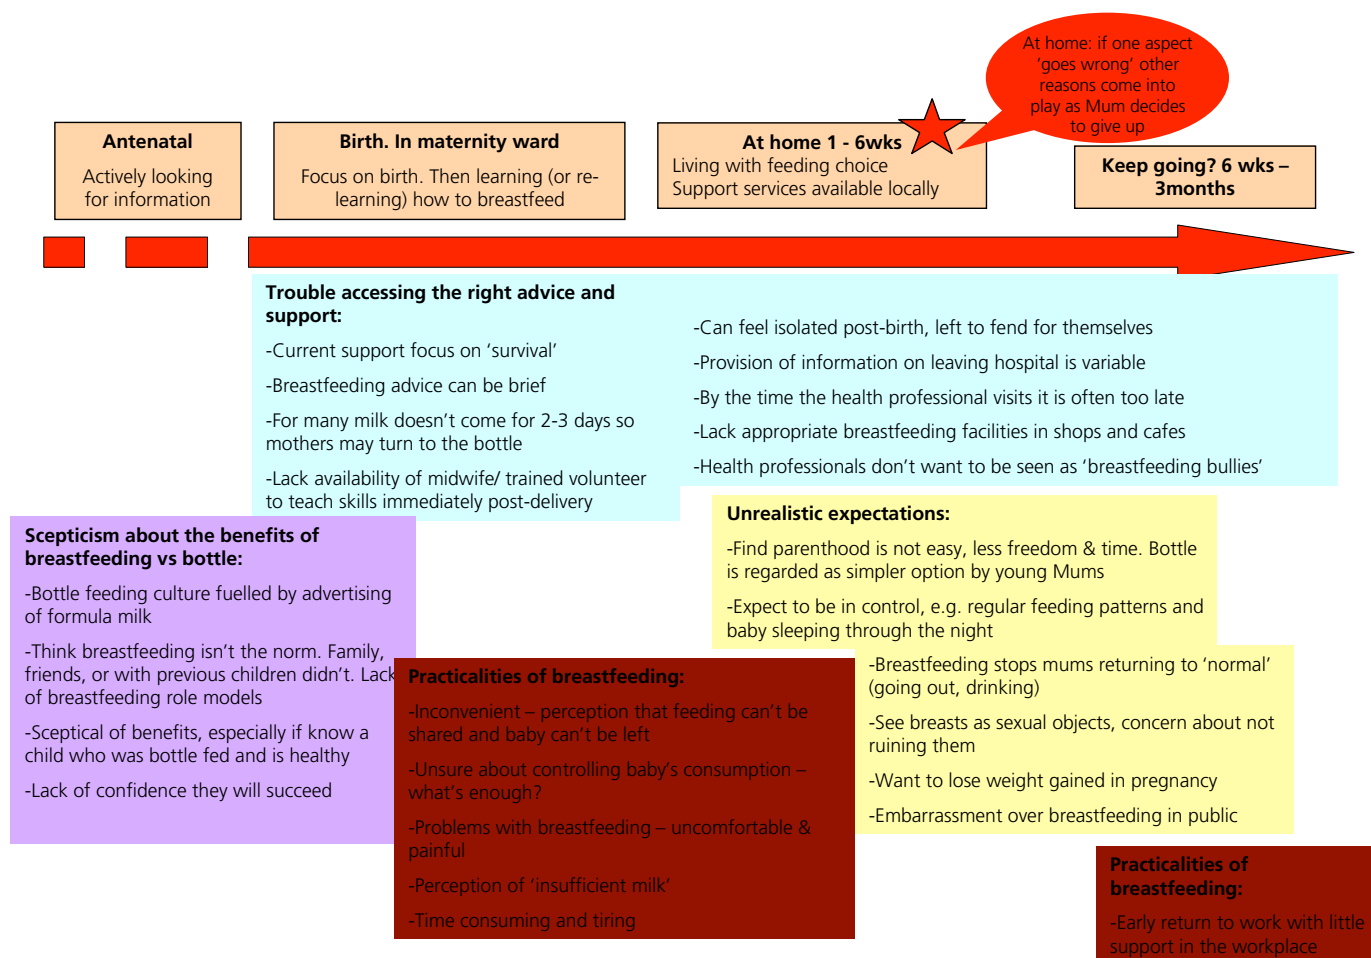 At home: if one aspect
‘goes wrong’ other
reasons come into
play as Mum decides
to give up
Antenatal
Actively looking
for information
Birth. In maternity ward
Focus on birth. Then learning (or re-
learning) how to breastfeed
At home 1 - 6wks
Living with feeding choice
Support services available locally
Keep going? 6 wks –
3months
Trouble accessing the right advice and
support:
-Current support focus on ‘survival’
-Breastfeeding advice can be brief
-For many milk doesn’t come for 2-3 days so
mothers may turn to the bottle
-Lack availability of midwife/ trained volunteer
to teach skills immediately post-delivery
-Can feel isolated post-birth, left to fend for themselves
-Provision of information on leaving hospital is variable
-By the time the health professional visits it is often too late
-Lack appropriate breastfeeding facilities in shops and cafes
-Health professionals don’t want to be seen as ‘breastfeeding bullies’
Scepticism about the benefits of
breastfeeding vs bottle:
-Bottle feeding culture fuelled by advertising
of formula milk
-Think breastfeeding isn’t the norm. Family,
friends, or with previous children didn’t. Lack
of breastfeeding role models
-Sceptical of benefits, especially if know a
child who was bottle fed and is healthy
-Lack of confidence they will succeed
Practicalities of breastfeeding:
-Inconvenient – perception that feeding can’t be
shared and baby can’t be left
-Unsure about controlling baby’s consumption –
what’s enough?
-Problems with breastfeeding – uncomfortable &
painful
-Perception of ‘insufficient milk’
-Time consuming and tiring
Unrealistic expectations:
-Find parenthood is not easy, less freedom & time. Bottle
is regarded as simpler option by young Mums
-Expect to be in control, e.g. regular feeding patterns and
baby sleeping through the night
-Breastfeeding stops mums returning to ‘normal’
(going out, drinking)
-See breasts as sexual objects, concern about not
ruining them
-Want to lose weight gained in pregnancy
-Embarrassment over breastfeeding in public
Practicalities of
breastfeeding:
-Early return to work with little
support in the workplace